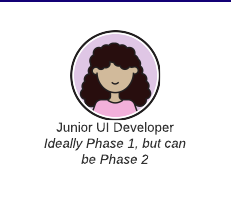 Junior UI Developer
Ideally Phase 1, but can
be Phase 2